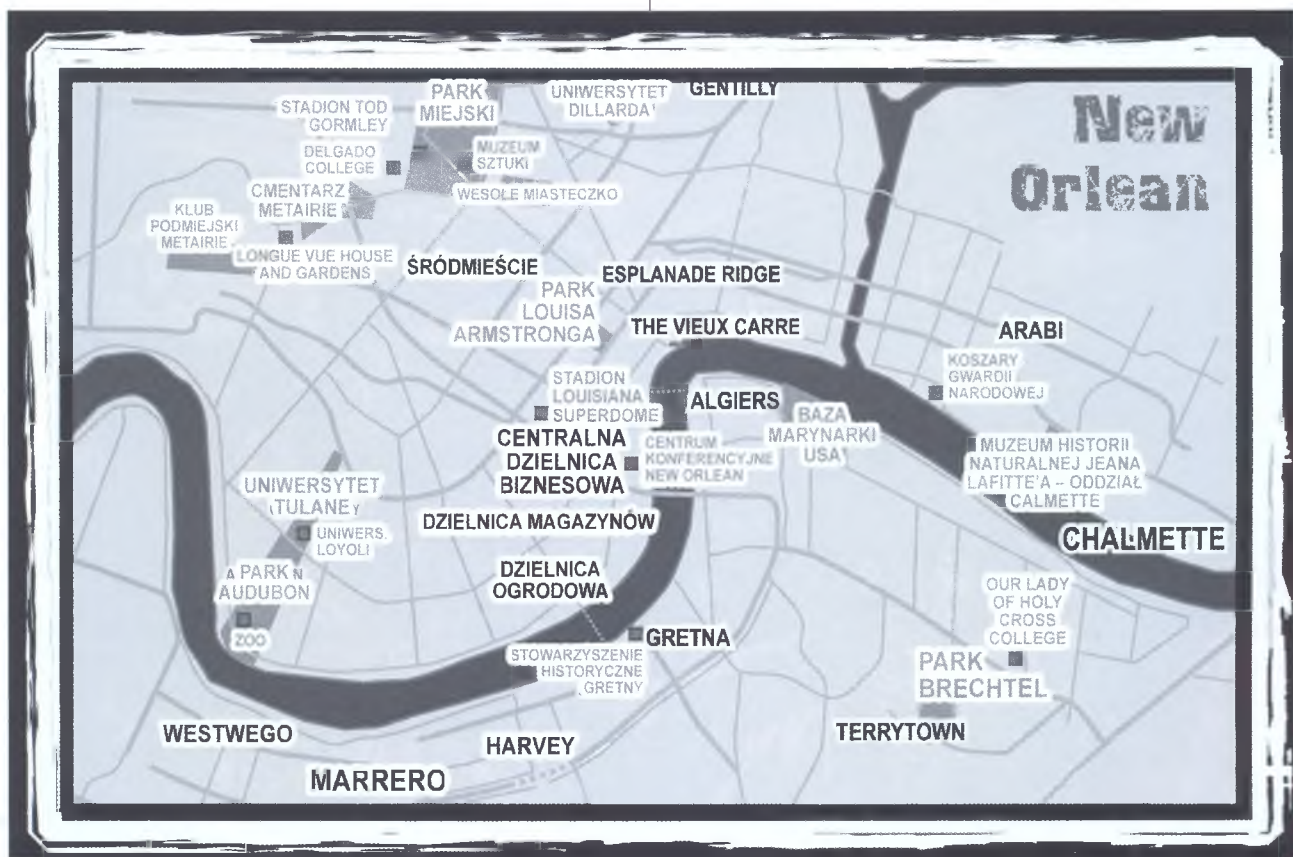 New
Orlean
GENTILLY
PARK
MIEJSKI
UNIWERSYTET
DILLARDA
STADION TOD
GORMLEY
DELGADO
COLLEGE
MUZEUM
SZTUKI
WESOŁE MIASTECZKO
CMENTARZ
METAIRIE
KLUB
PODMIEJSKI
METAIRIE
LONGUE VUE HOUSE
AND GARDENS
ŚRÓDMIEŚCIE
ESPLANADE RIDGE
PARK
LOUISA
ARMSTRONGA
THE VIEUX CARRE
ARABI
KOSZARY
GWARDII
NARODOWEJ
STADION
LOUISIANA
SUPERDOME
ALGIERS
BAZA
MARYNARKI
USA
CENTRALNA
DZIELNICA
BIZNESOWA
CENTRUM
KONFERENCYJNE
NEW ORLEAN
MUZEUM HISTORII
NATURALNEJ JEANA
LAFITTE'A – ODDZIAŁ
CALMETTE
UNIWERSYTET
TULANE
UNIWERS.
LOYOLI
DZIELNICA MAGAZYNÓW
CHALMETTE
PARK
AUDUBON
ZOO
DZIELNICA
OGRODOWA
OUR LADY
OF HOLY
CROSS
COLLEGE
GRETNA
STOWARZYSZENIE
HISTORYCZNE
GRETNY
PARK
BRECHTEL
WESTWEGO
HARVEY
TERRYTOWN
MARRERO